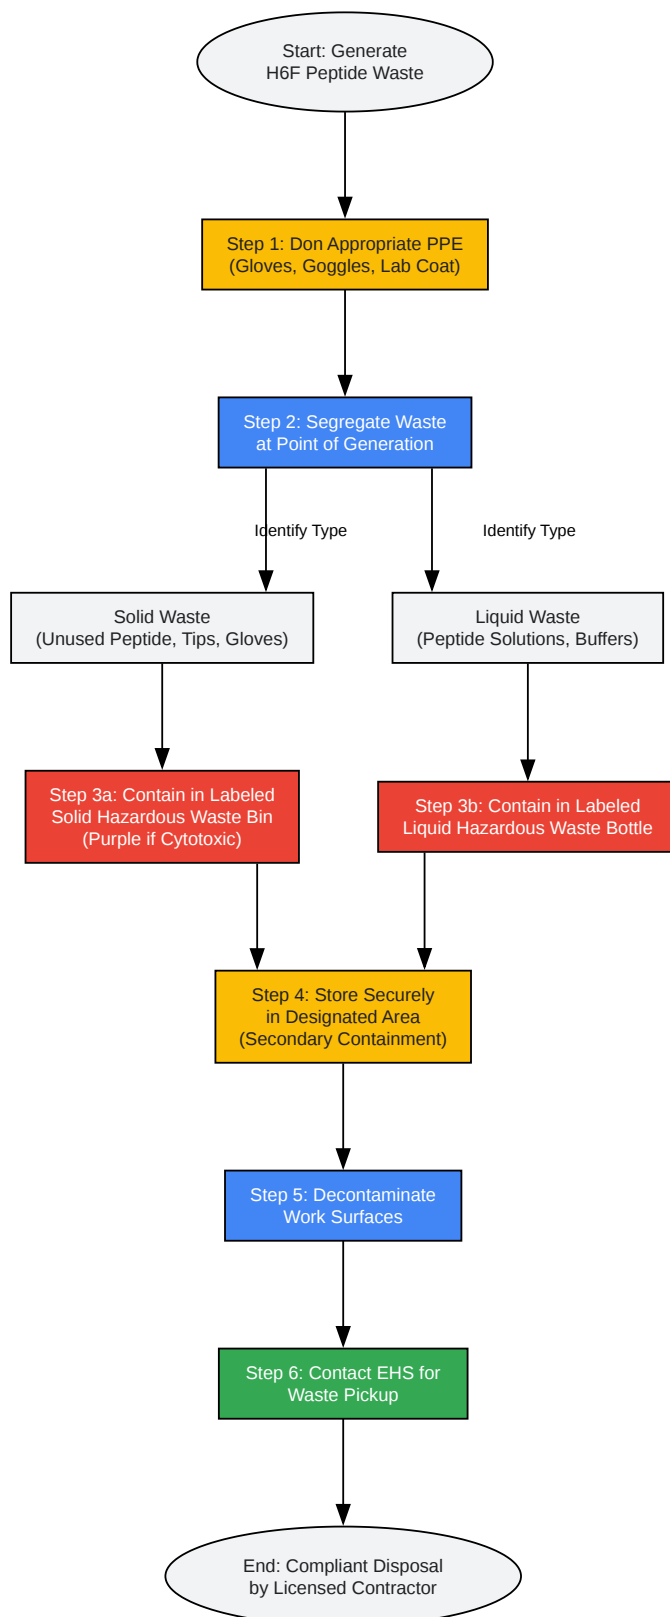 Start: Generate
H6F Peptide Waste
Step 1: Don Appropriate PPE
(Gloves, Goggles, Lab Coat)
Step 2: Segregate Waste
at Point of Generation
Identify Type
Identify Type
Solid Waste
(Unused Peptide, Tips, Gloves)
Liquid Waste
(Peptide Solutions, Buffers)
Step 3a: Contain in Labeled
Solid Hazardous Waste Bin
(Purple if Cytotoxic)
Step 3b: Contain in Labeled
Liquid Hazardous Waste Bottle
Step 4: Store Securely
in Designated Area
(Secondary Containment)
Step 5: Decontaminate
Work Surfaces
Step 6: Contact EHS for
Waste Pickup
End: Compliant Disposal
by Licensed Contractor